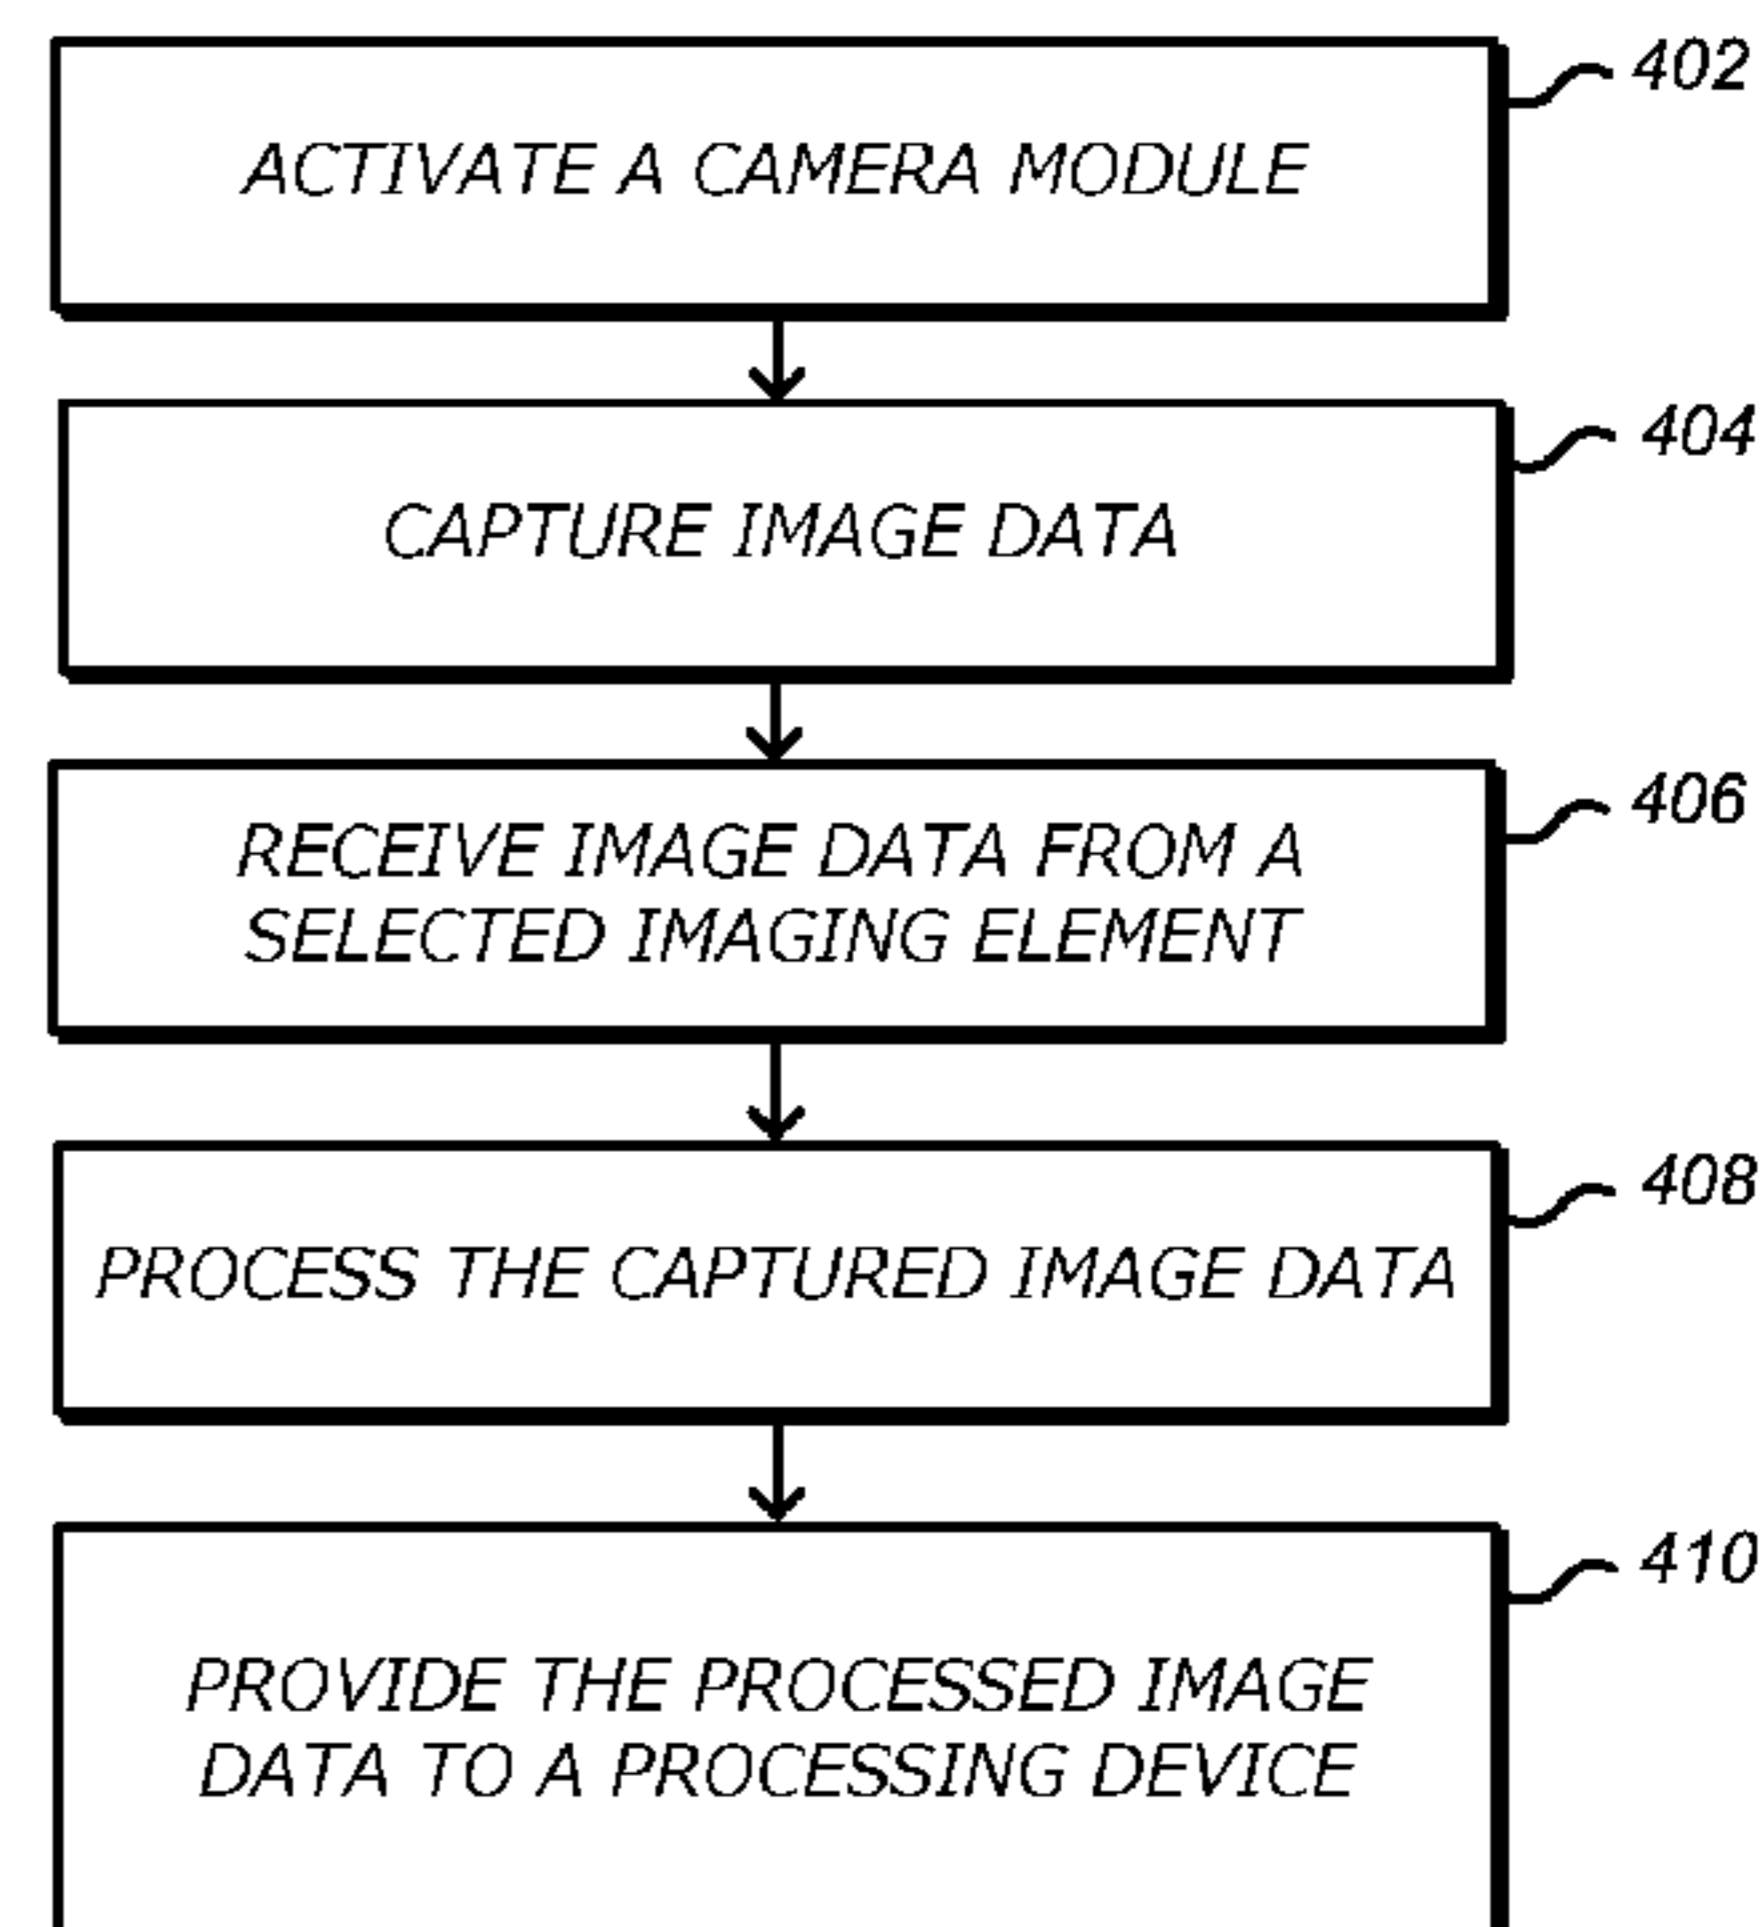 402
ACTIVATE A CAMERA MODULE
404
CAPTURE IMAGE DATA
406
RECEIVE IMAGE DATA FROM A
SELECTED IMAGING ELEMENT
408
PROCESS THE CAPTURED IMAGE DATA
410
PROVIDE THE PROCESSED IMAGE
DATA TO A PROCESSING DEVICE